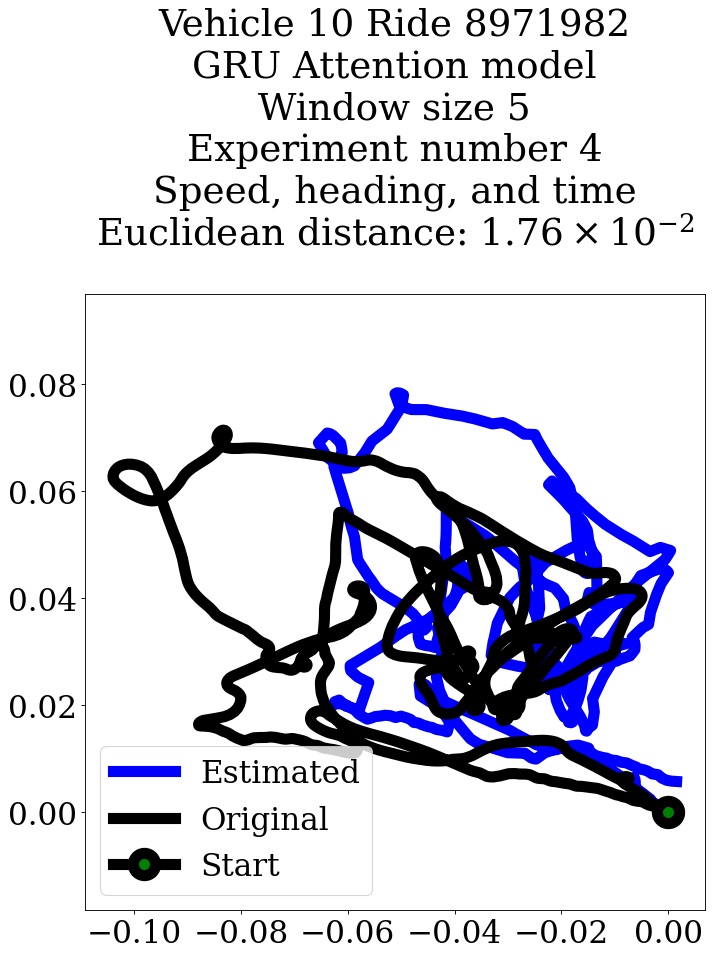 Vehicle 10 Ride 8971982
GRU Attention model
Window size 5
Experiment number 4
Speed, heading, and time
Euclidean distance: 1.76 × 10⁻²
0.08
0.06
0.04
0.02
0.00
Estimated
Original
Start
−0.10 −0.08 −0.06 −0.04 −0.02 0.00